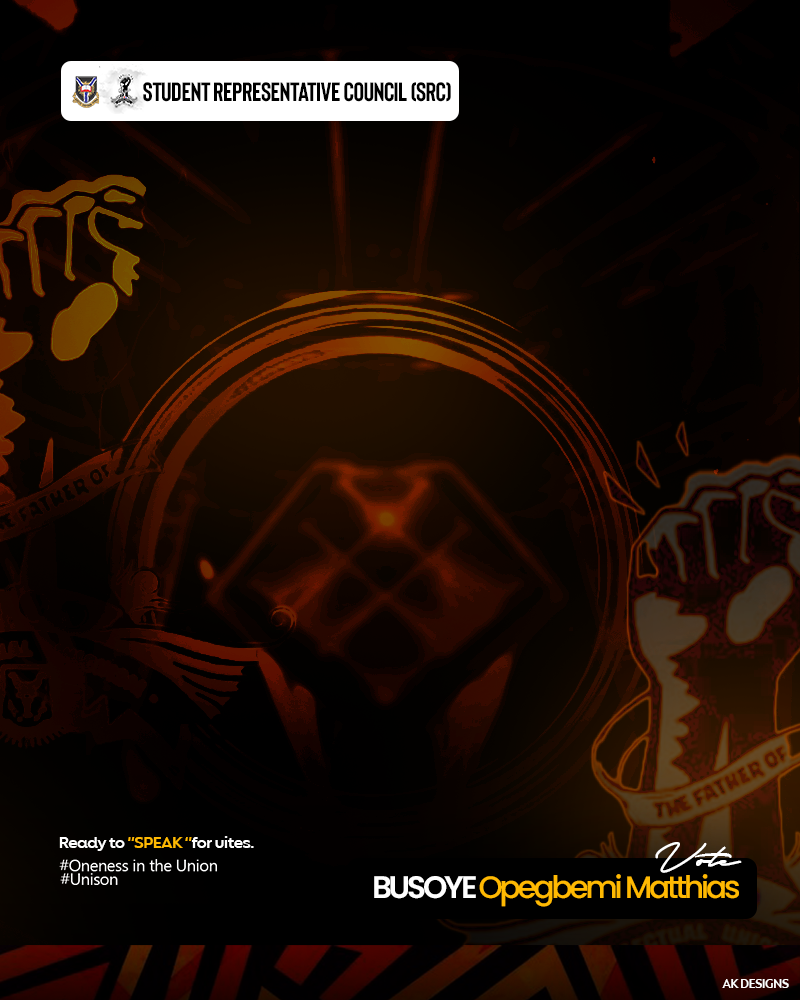 STUDENT REPRESENTATIVE COUNCIL (SRC)
THE FATHER OF
THE FATHER OF
Ready to "SPEAK "for uites.
#Oneness in the Union
#Unison
Vote
BUSOYE Opegbemi Matthias
AK DESIGNS